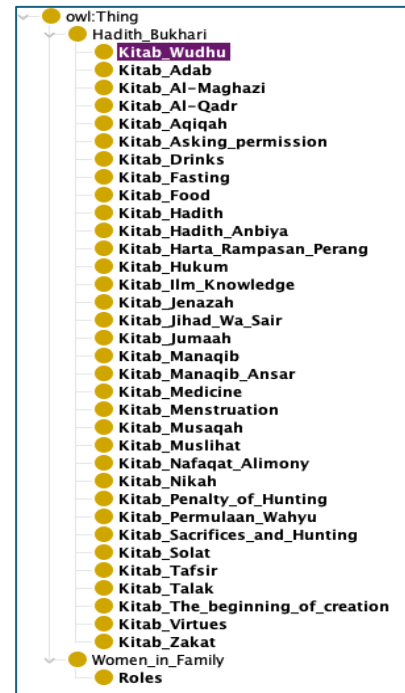 owl:Thing
Hadith_Bukhari
Kitab_Wudhu
Kitab_Adab
Kitab_Al-Maghazi
Kitab_Al-Qadr
Kitab_Aqiqah
Kitab_Asking_permission
Kitab_Drinks
Kitab_Fasting
Kitab_Food
Kitab_Hadith
Kitab_Hadith_Anbiya
Kitab_Harta_Rampasan_Perang
Kitab_Hukum
Kitab_Ilm_Knowledge
Kitab_Jenazah
Kitab_Jihad_Wa_Sair
Kitab_Jumaah
Kitab_Manaqib
Kitab_Manaqib_Ansar
Kitab_Medicine
Kitab_Menstruation
Kitab_Musaqah
Kitab_Muslihat
Kitab_Nafaqat_Alimony
Kitab_Nikah
Kitab_Penalty_of_Hunting
Kitab_Permulaan_Wahyu
Kitab_Sacrifices_and_Hunting
Kitab_Solat
Kitab_Tafsir
Kitab_Talak
Kitab_The_beginning_of_creation
Kitab_Virtues
Kitab_Zakat
Women_in_Family
Roles